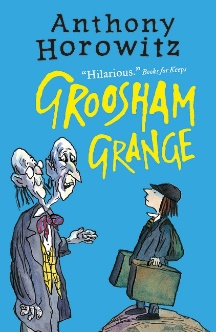 Anthony
Horowitz
“Hilarious.” Books for Keeps
GROOSHAM
GRANGE